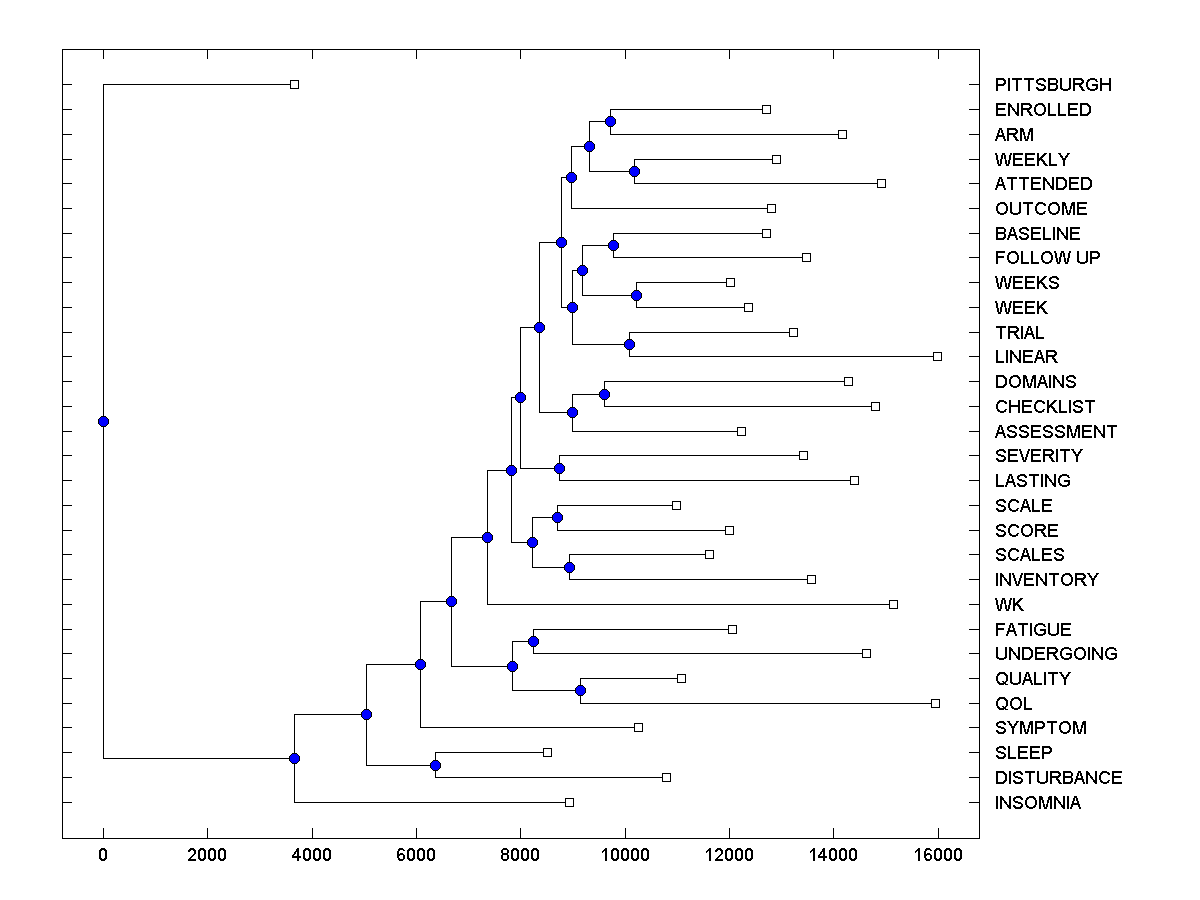 PITTSBURGH
ENROLLED
ARM
WEEKLY
ATTENDED
OUTCOME
BASELINE
FOLLOW UP
WEEKS
WEEK
TRIAL
LINEAR
DOMAINS
CHECKLIST
ASSESSMENT
SEVERITY
LASTING
SCALE
SCORE
SCALES
INVENTORY
WK
FATIGUE
UNDERGOING
QUALITY
QOL
SYMPTOM
SLEEP
DISTURBANCE
INSOMNIA
0 2000 4000 6000 8000 10000 12000 14000 16000